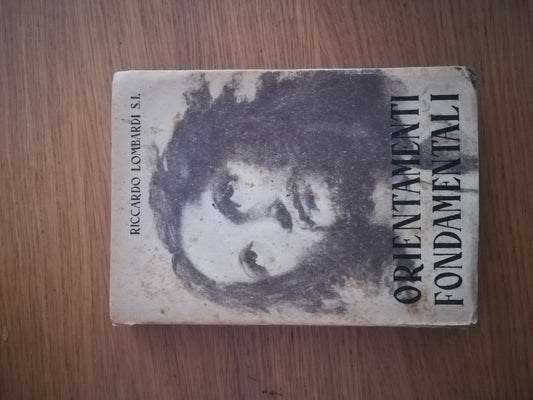 RICCARDO LOMBARDI S.I.
ORIENTAMENTI
FONDAMENTALI